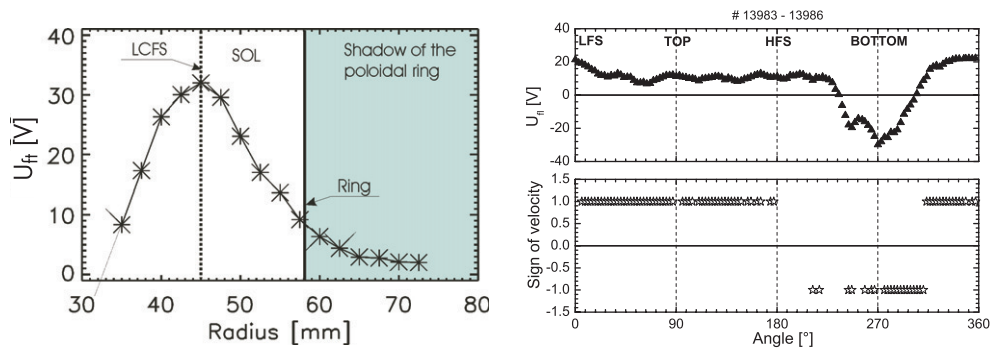 40
30
20
10
0
30
40
50
60
70
80
Radius [mm]
U_fl [V]
LCFS
SOL
Shadow of the
poloidal ring
Ring
# 13983 - 13986
LFS
TOP
HFS
BOTTOM
40
20
0
-20
-40
U_fl [V]
1.5
1.0
0.5
0.0
-0.5
-1.0
-1.5
Sign of velocity
0
90
180
270
360
Angle [°]